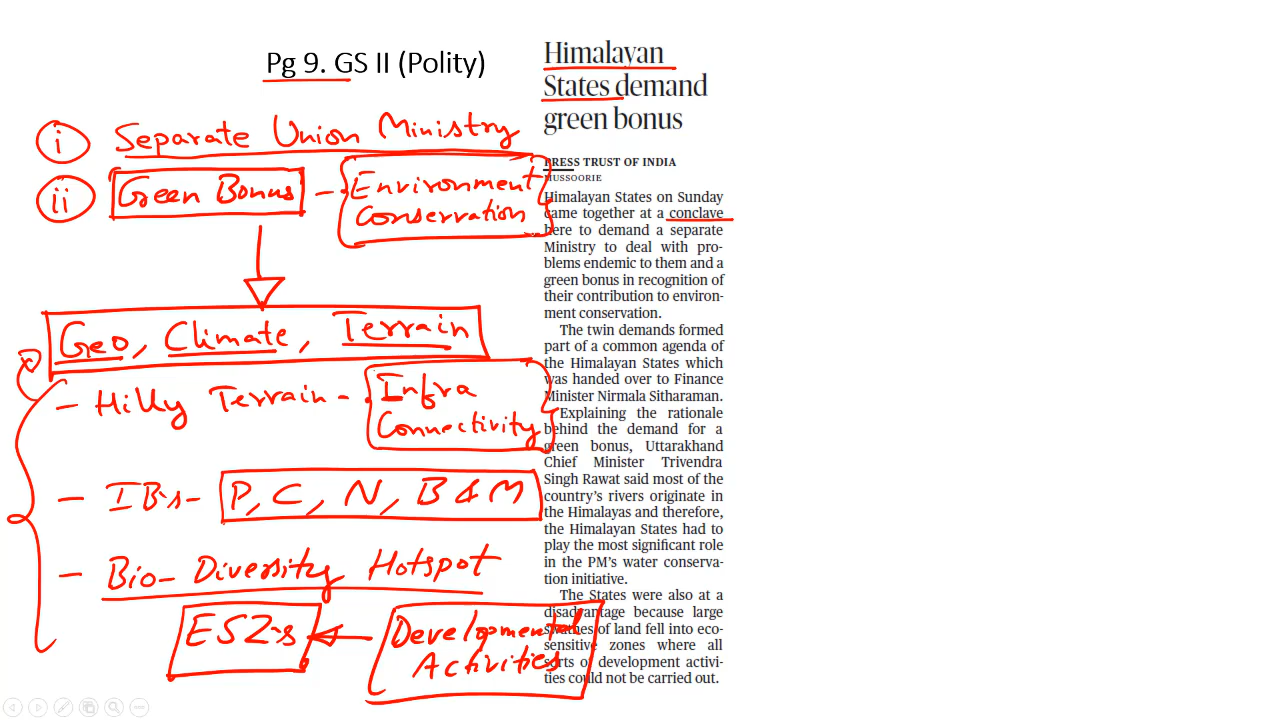 Pg 9. GS II (Polity)
i Separate Union Ministry
ii Green Bonus - Environment
Conservation
Geo, Climate, Terrain
- Hilly Terrain - Infra
Connectivity
- IB's - P, C, N, B & M
- Bio-Diversity Hotspot
ESZ's Developmental
Activities
Himalayan
States demand
green bonus
PRESS TRUST OF INDIA
MUSSOORIE
Himalayan States on Sunday
came together at a conclave
here to demand a separate
Ministry to deal with pro-
blems endemic to them and a
green bonus in recognition of
their contribution to environ-
ment conservation.
The twin demands formed
part of a common agenda of
the Himalayan States which
was handed over to Finance
Minister Nirmala Sitharaman.
Explaining the rationale
behind the demand for a
green bonus, Uttarakhand
Chief Minister Trivendra
Singh Rawat said most of the
country's rivers originate in
the Himalayas and therefore,
the Himalayan States had to
play the most significant role
in the PM's water conserva-
tion initiative.
The States were also at a
disadvantage because large
swathes of land fell into eco-
sensitive zones where all
sorts of development activi-
ties could not be carried out.